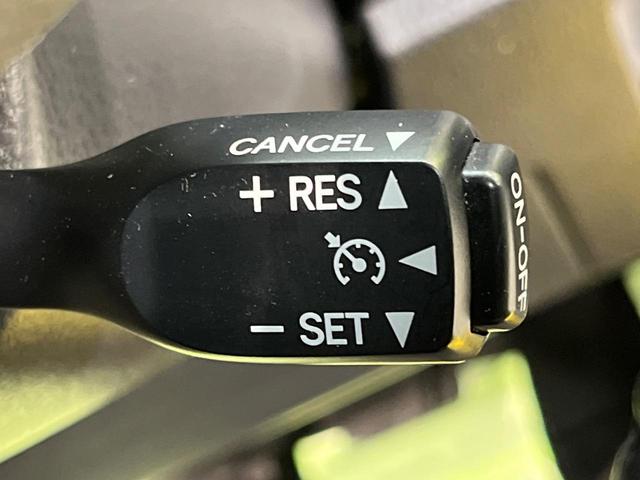 CANCEL
+ RES
- SET
ON-OFF